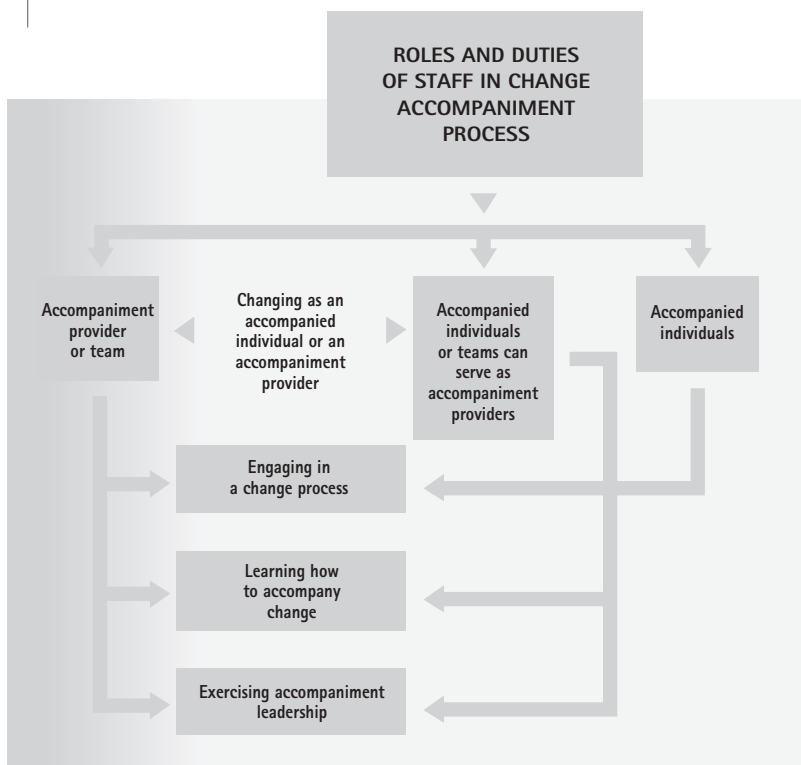 ROLES AND DUTIES
OF STAFF IN CHANGE
ACCOMPANIMENT
PROCESS
Accompaniment
provider
or team
Changing as an
accompanied
individual or an
accompaniment
provider
Accompanied
individuals
or teams can
serve as
accompaniment
providers
Accompanied
individuals
Engaging in
a change process
Learning how
to accompany
change
Exercising accompaniment
leadership